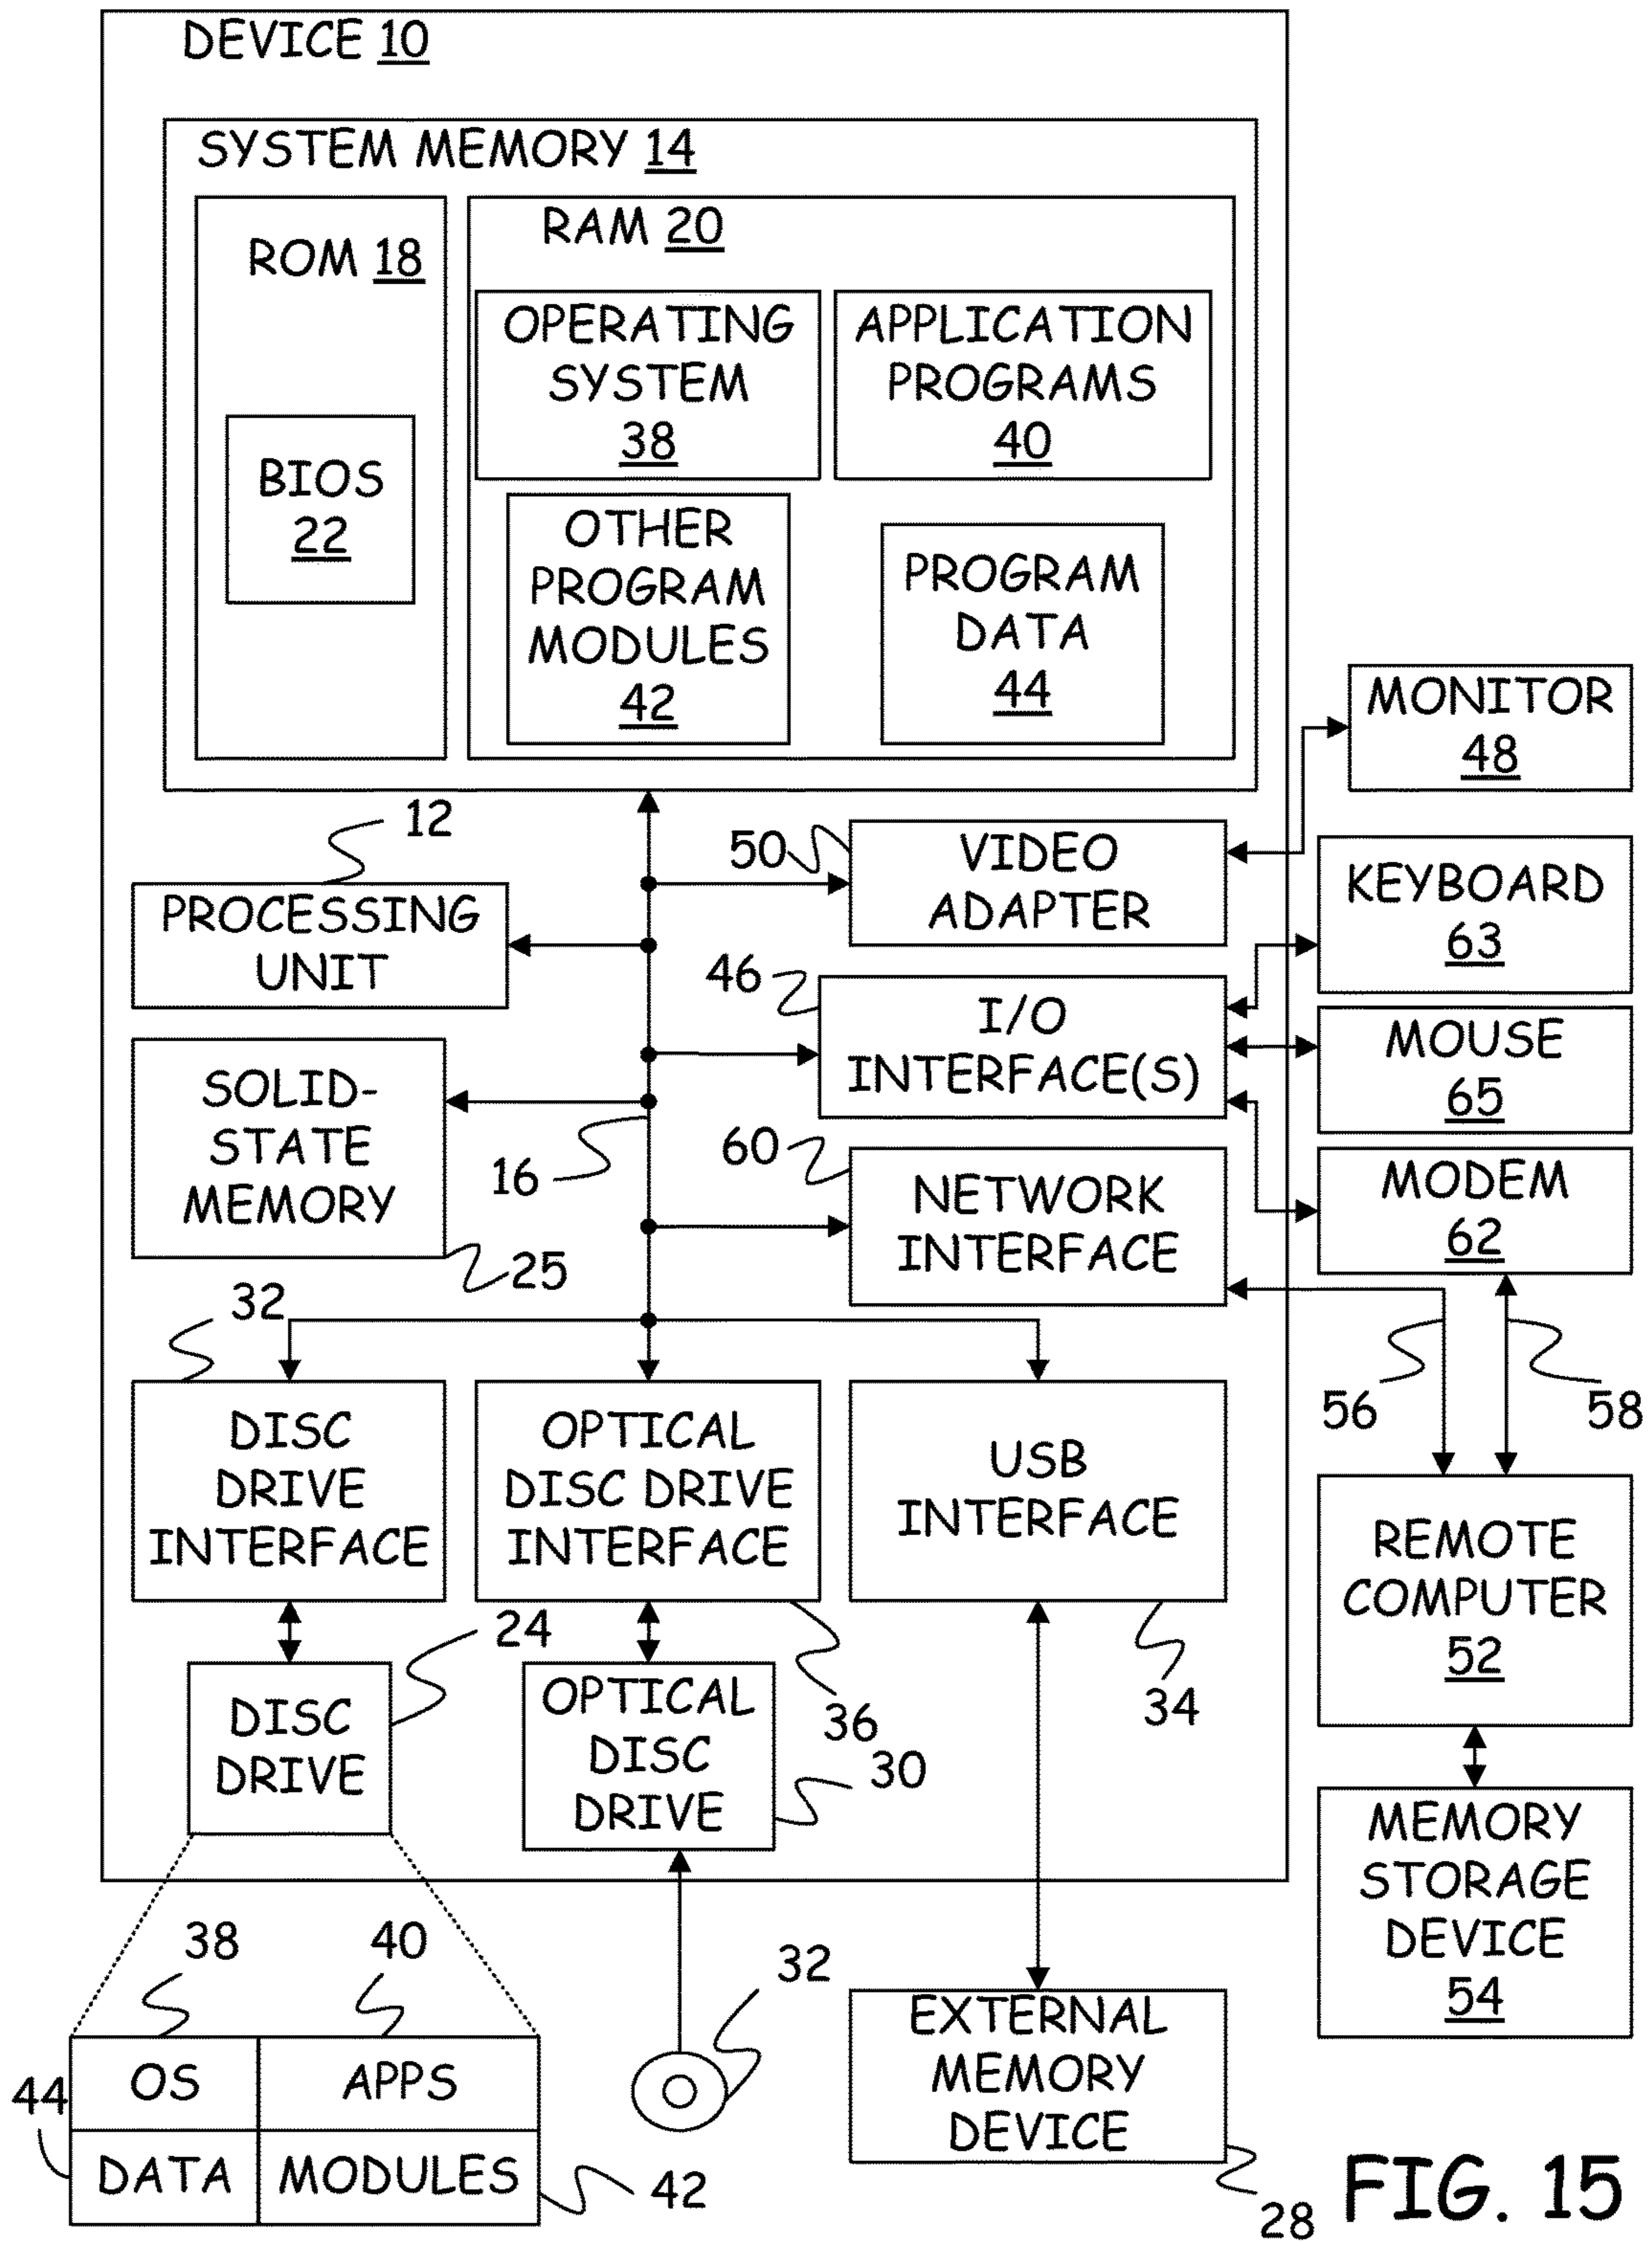 DEVICE 10
SYSTEM MEMORY 14
ROM 18
BIOS
22
RAM 20
OPERATING
SYSTEM
38
APPLICATION
PROGRAMS
40
OTHER
PROGRAM
MODULES
42
PROGRAM
DATA
44
MONITOR
48
12
PROCESSING
UNIT
50
VIDEO
ADAPTER
KEYBOARD
63
46
I/O
INTERFACE(S)
MOUSE
65
SOLID-
STATE
MEMORY
25
16
60
NETWORK
INTERFACE
MODEM
62
56
58
32
DISC
DRIVE
INTERFACE
OPTICAL
DISC DRIVE
INTERFACE
USB
INTERFACE
REMOTE
COMPUTER
52
24
DISC
DRIVE
OPTICAL
DISC
DRIVE
36
30
34
MEMORY
STORAGE
DEVICE
54
38
40
OS
APPS
44
DATA
MODULES
42
32
EXTERNAL
MEMORY
DEVICE
28
FIG. 15